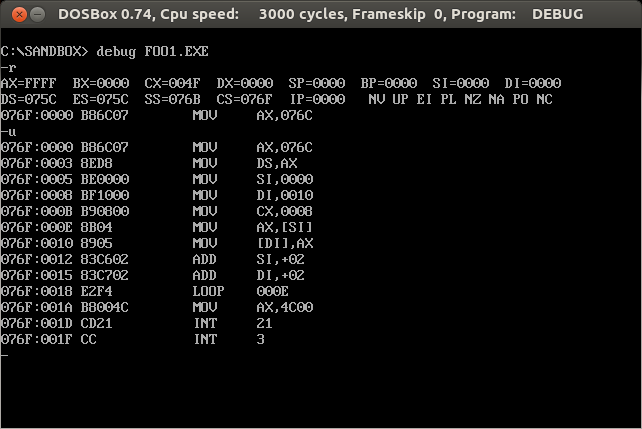 DOSBox 0.74, Cpu speed:     3000 cycles, Frameskip  0, Program:    DEBUG
C:\SANDBOX> debug FOO1.EXE
-r
AX=FFFF  BX=0000  CX=004F  DX=0000  SP=0000  BP=0000  SI=0000  DI=0000
DS=075C  ES=075C  SS=076B  CS=076F  IP=0000   NV UP EI PL NZ NA PO NC
076F:0000 B86C07        MOV     AX,076C
-u
076F:0000 B86C07        MOV     AX,076C
076F:0003 8ED8          MOV     DS,AX
076F:0005 BE0000        MOV     SI,0000
076F:0008 BF1000        MOV     DI,0010
076F:000B B90800        MOV     CX,0008
076F:000E 8B04          MOV     AX,[SI]
076F:0010 8905          MOV     [DI],AX
076F:0012 83C602        ADD     SI,+02
076F:0015 83C702        ADD     DI,+02
076F:0018 E2F4          LOOP    000E
076F:001A B8004C        MOV     AX,4C00
076F:001D CD21          INT     21
076F:001F CC            INT     3
-